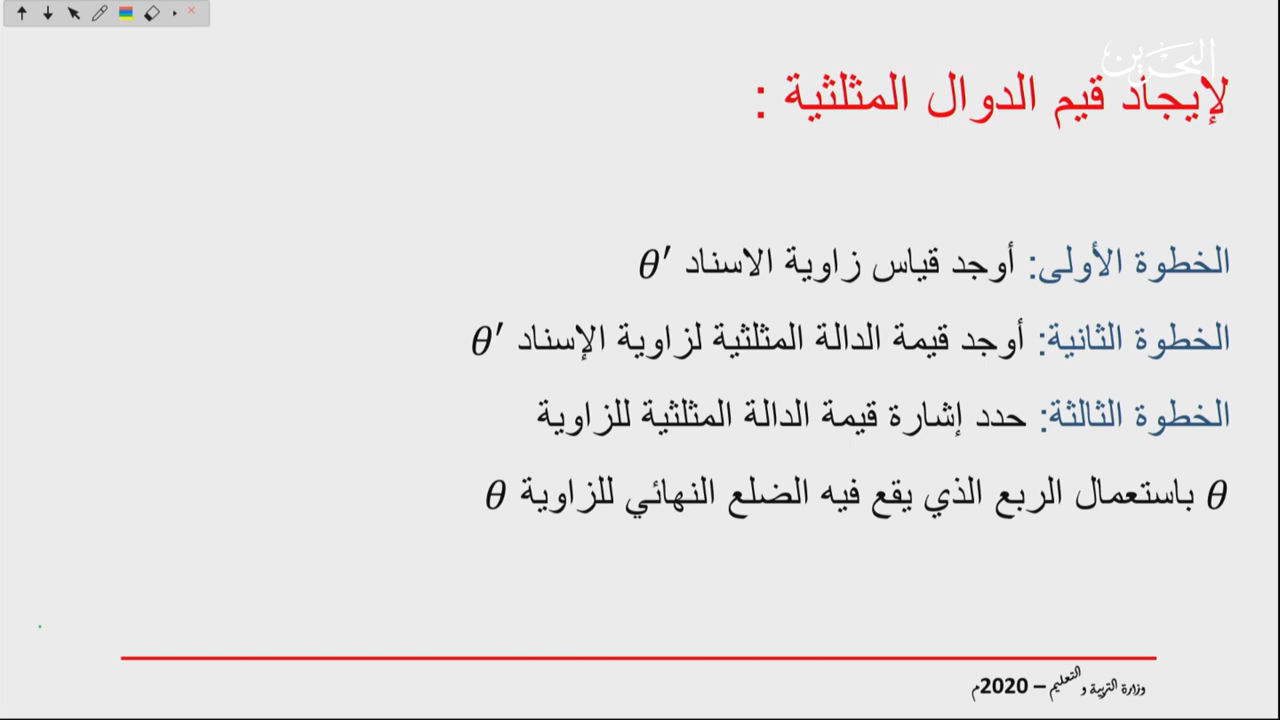 البحرين
لإيجاد قيم الدوال المثلثية :
الخطوة الأولى: أوجد قياس زاوية الاسناد θ′
الخطوة الثانية: أوجد قيمة الدالة المثلثية لزاوية الإسناد θ′
الخطوة الثالثة: حدد إشارة قيمة الدالة المثلثية للزاوية
θ باستعمال الربع الذي يقع فيه الضلع النهائي للزاوية θ
وزارة التربية و التعليم – 2020م